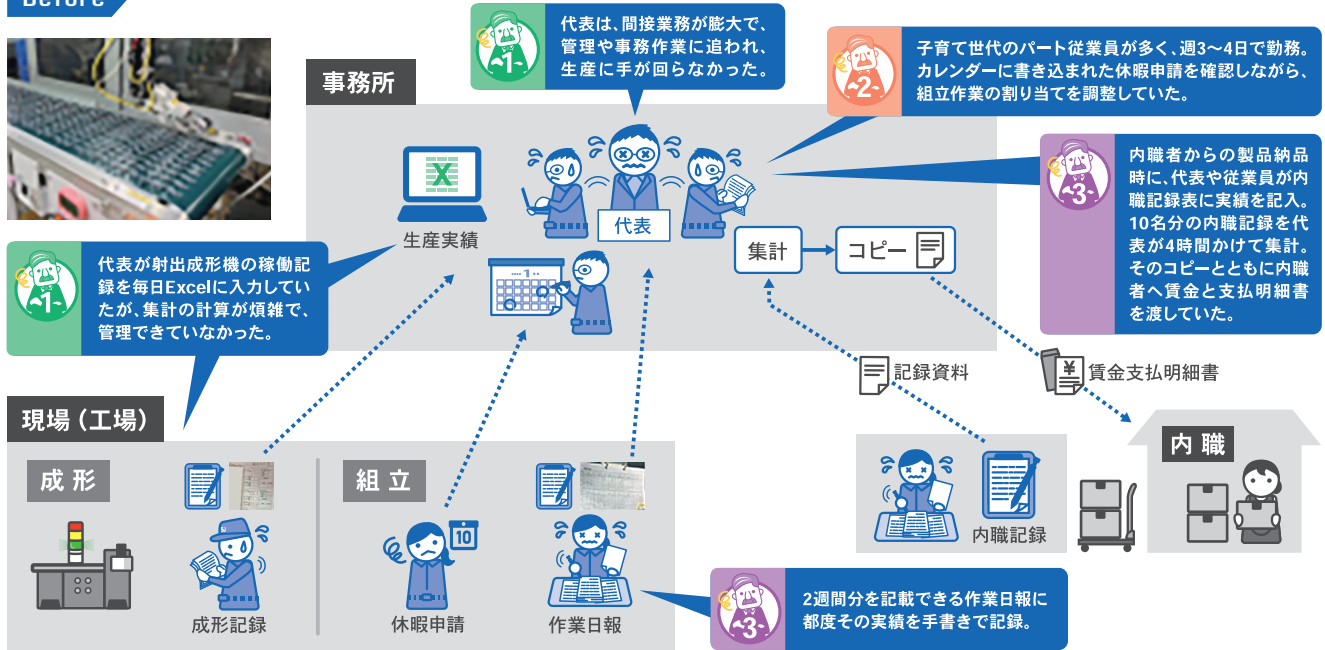 Before
代表は、間接業務が膨大で、
管理や事務作業に追われ、
生産に手が回らなかった。
1
子育て世代のパート従業員が多く、週3〜4日で勤務。
カレンダーに書き込まれた休暇申請を確認しながら、
組立作業の割り当てを調整していた。
2
事務所
内職者からの製品納品
時に、代表や従業員が内
職記録表に実績を記入。
10名分の内職記録を代
表が4時間かけて集計。
そのコピーとともに内職
者へ賃金と支払明細書
を渡していた。
3
X
生産実績
代表
集計
コピー
1
代表が射出成形機の稼働記
録を毎日Excelに入力してい
たが、集計の計算が煩雑で、
管理できていなかった。
1
記録資料
¥
賃金支払明細書
現場（工場）
成形
組立
内職
10
成形記録
休暇申請
作業日報
内職記録
2週間分を記載できる作業日報に
都度その実績を手書きで記録。
3